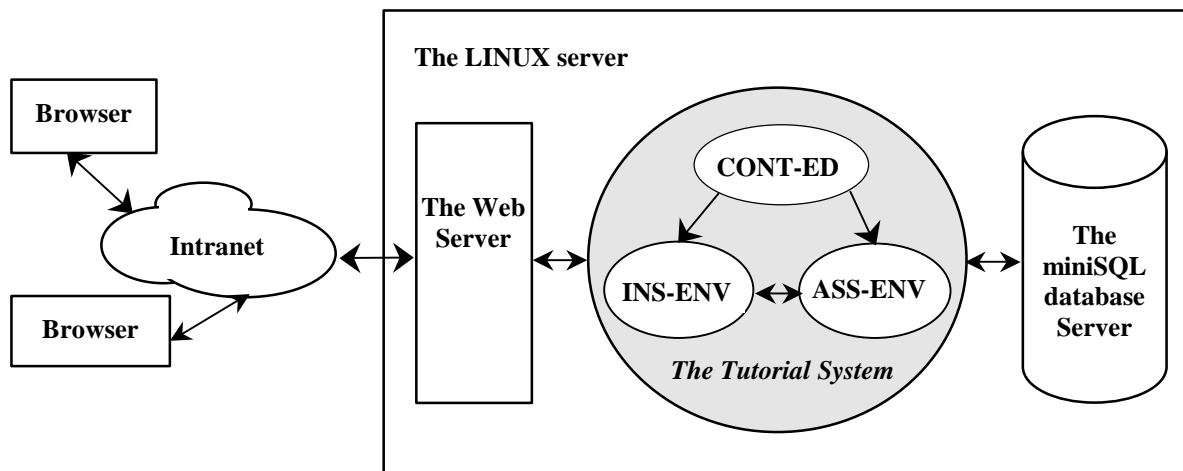 The LINUX server
Browser
Browser
Intranet
The Web
Server
CONT-ED
INS-ENV
ASS-ENV
The Tutorial System
The
miniSQL
database
Server